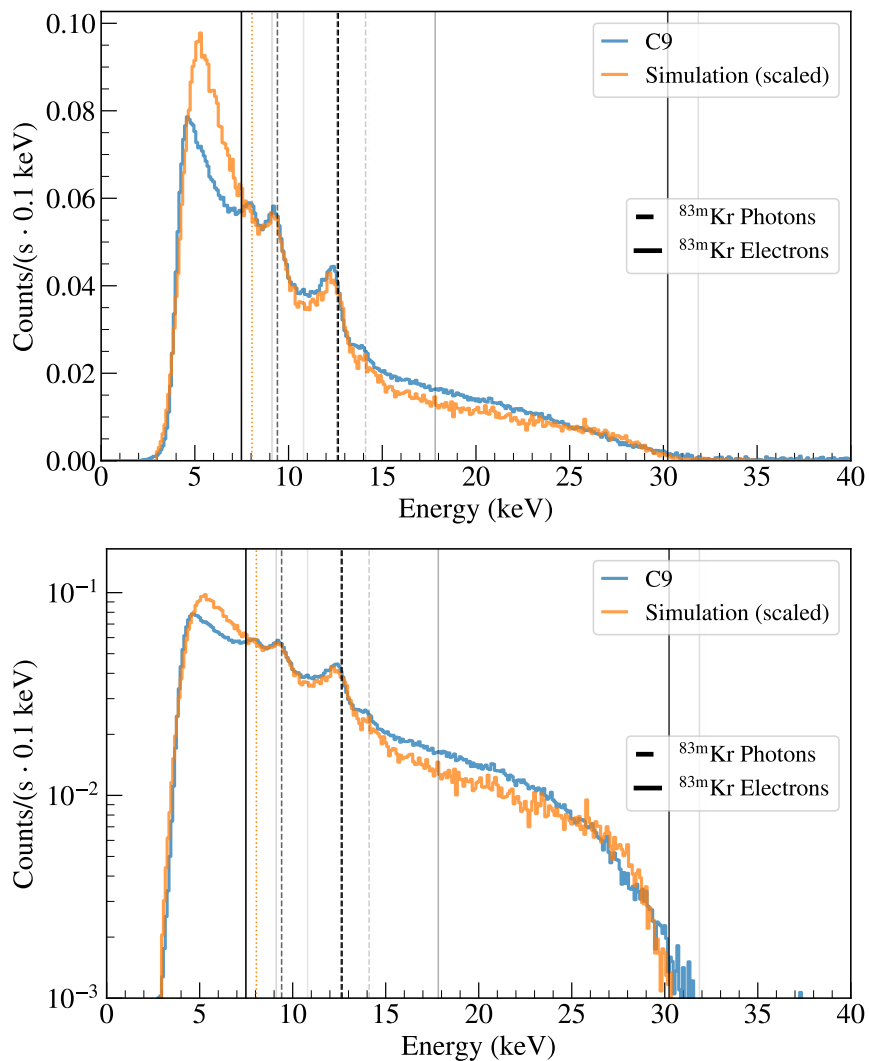 0.10
0.08
0.06
0.04
0.02
0.00
Counts/(s · 0.1 keV)
C9
Simulation (scaled)
⁸³ᵐKr Photons
⁸³ᵐKr Electrons
0 5 10 15 20 25 30 35 40
Energy (keV)
10⁻¹
10⁻²
10⁻³
Counts/(s · 0.1 keV)
C9
Simulation (scaled)
⁸³ᵐKr Photons
⁸³ᵐKr Electrons
0 5 10 15 20 25 30 35 40
Energy (keV)